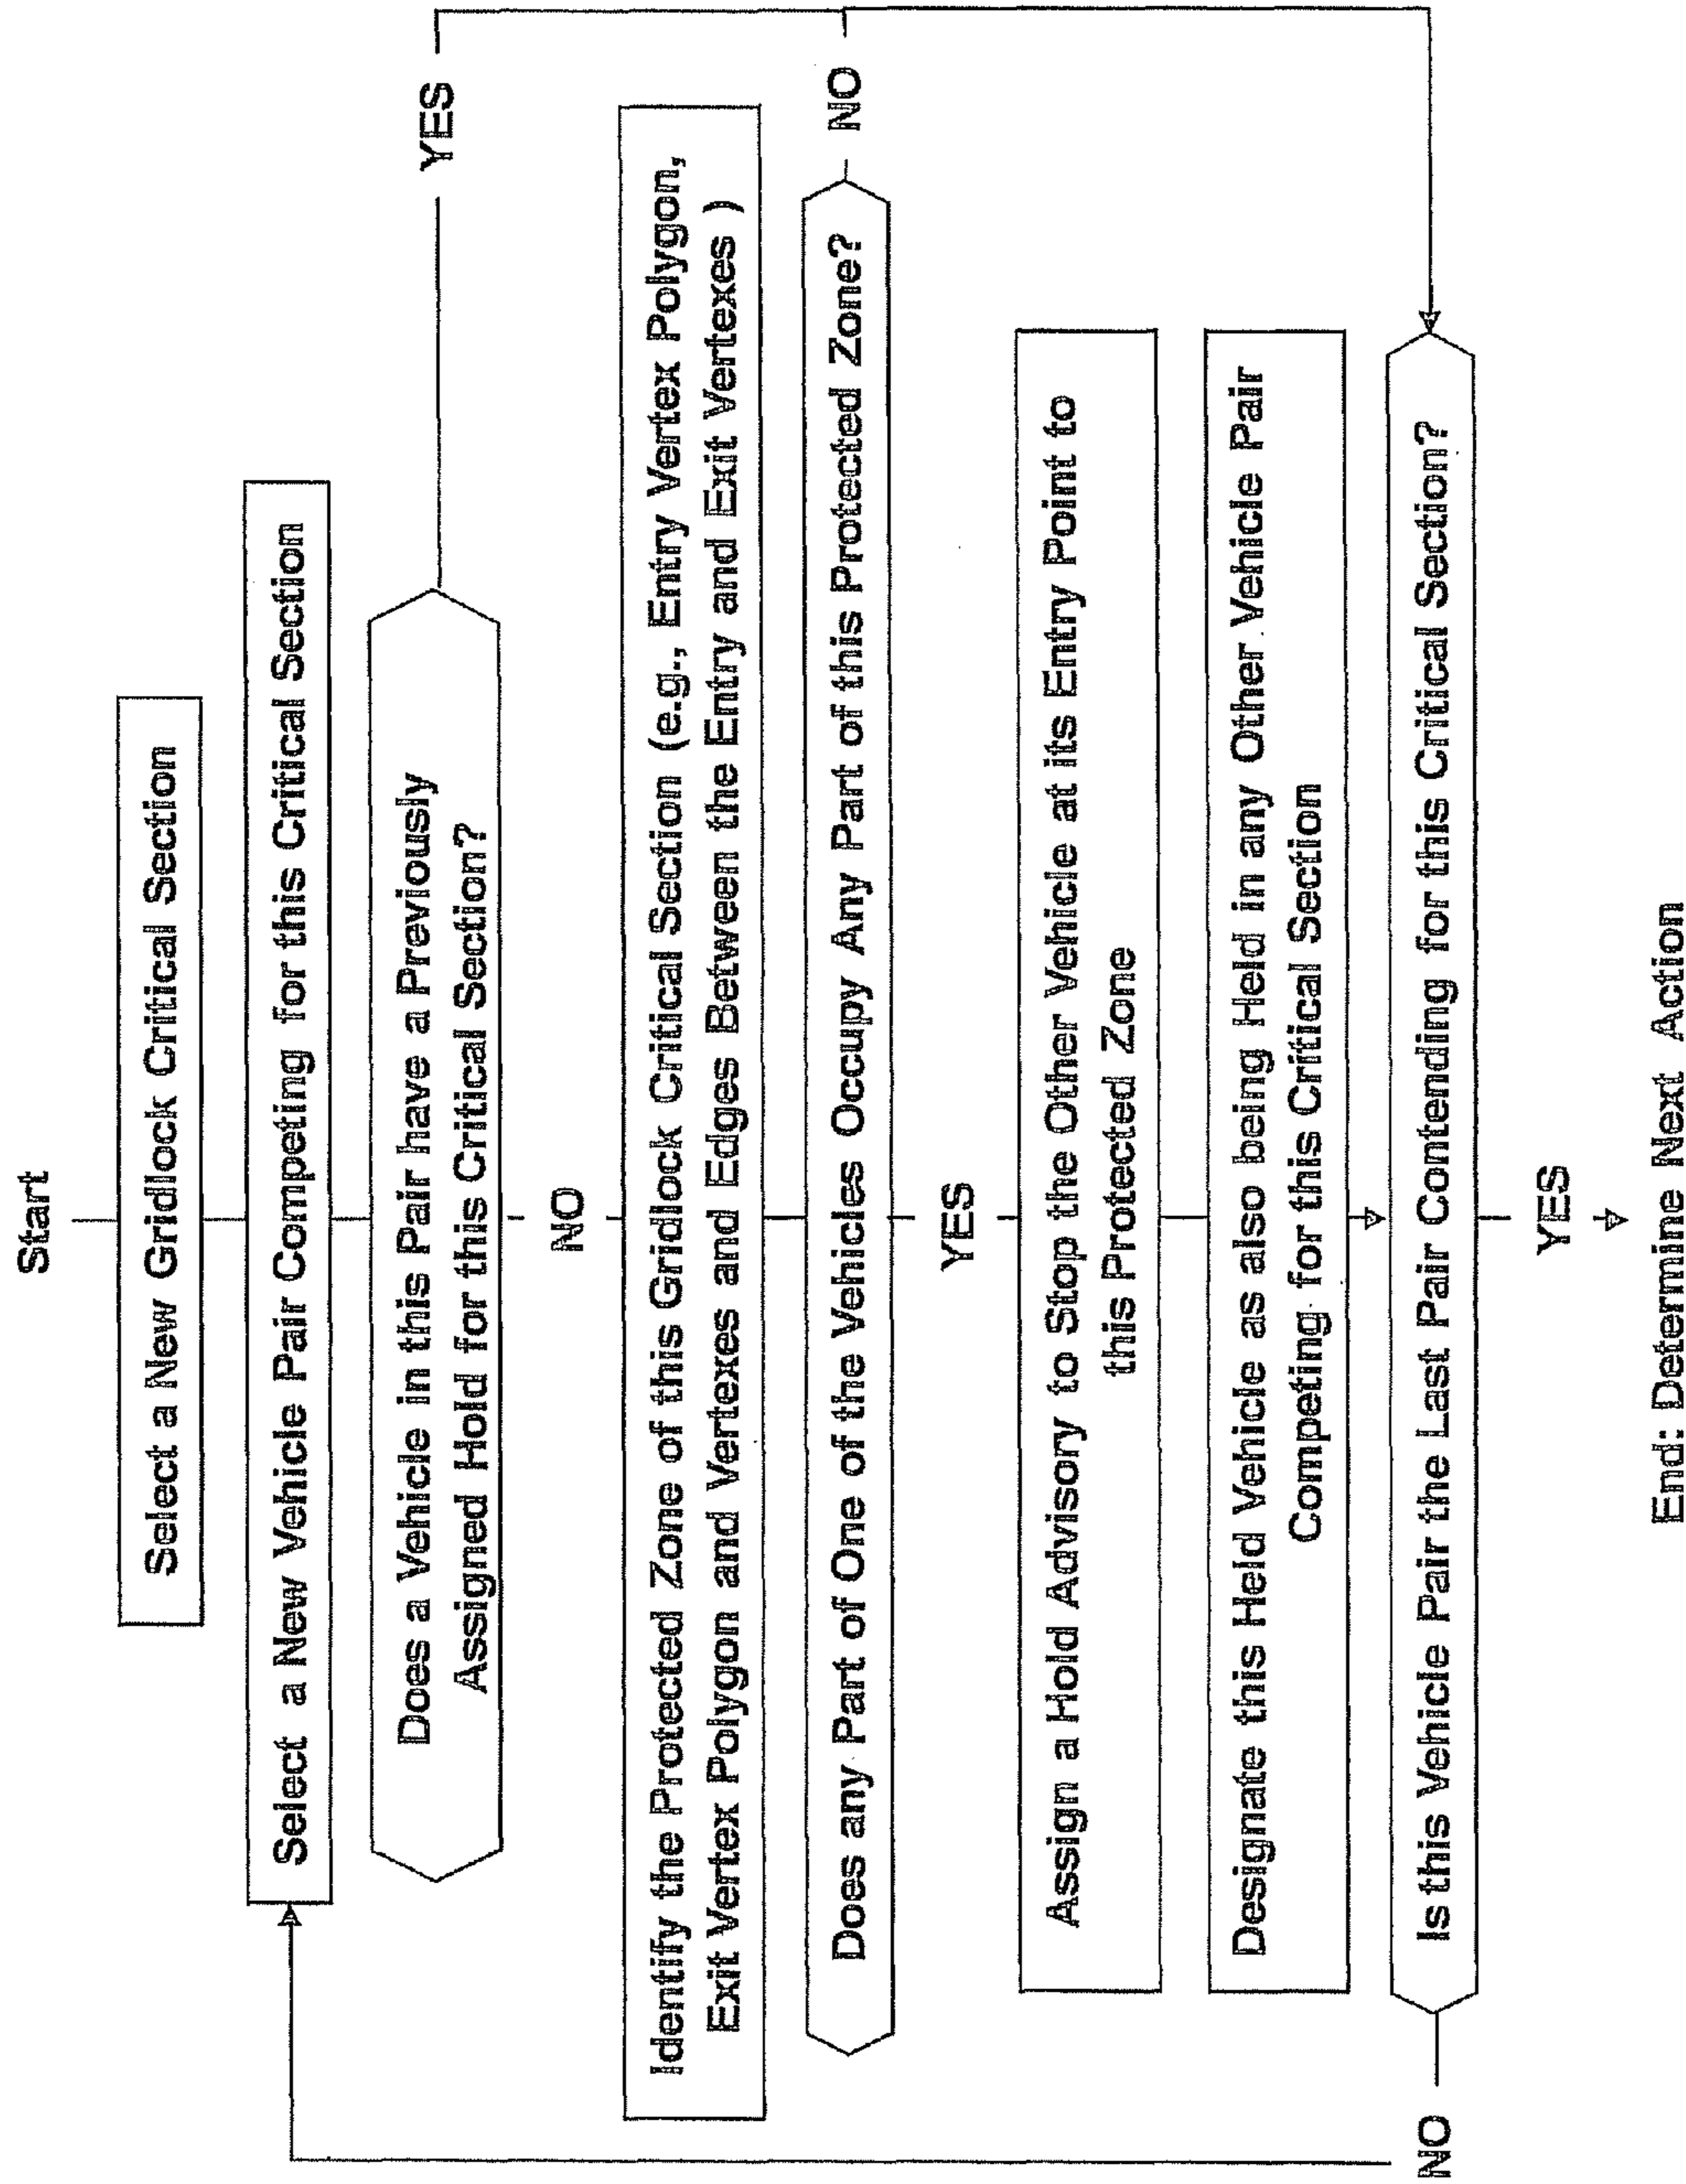 Start
Select a New Gridlock Critical Section
Select a New Vehicle Pair Competing for this Critical Section
Does a Vehicle in this Pair have a Previously
Assigned Hold for this Critical Section?
YES
NO
Identify the Protected Zone of this Gridlock Critical Section (e.g., Entry Vertex Polygon,
Exit Vertex Polygon and Vertexes and Edges Between the Entry and Exit Vertexes )
Does any Part of One of the Vehicles Occupy Any Part of this Protected Zone?
NO
YES
Assign a Hold Advisory to Stop the Other Vehicle at its Entry Point to
this Protected Zone
Designate this Held Vehicle as also being Held in any Other Vehicle Pair
Competing for this Critical Section
Is this Vehicle Pair the Last Pair Contending for this Critical Section?
NO
YES
End: Determine Next Action